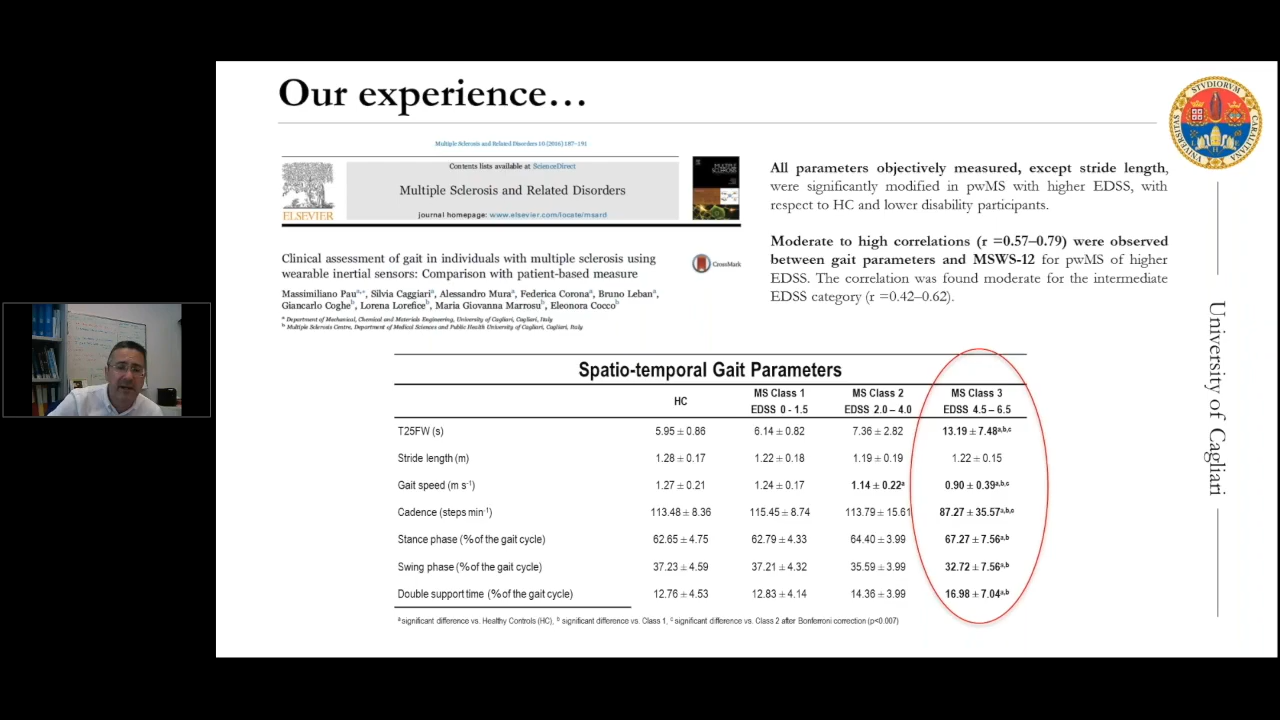 Our experience…
STVDIORVM
VNIVERSITAS
CARALITANA
Multiple Sclerosis and Related Disorders 10 (2016) 187–191
Contents lists available at ScienceDirect
Multiple Sclerosis and Related Disorders
journal homepage: www.elsevier.com/locate/msard
ELSEVIER
Clinical assessment of gait in individuals with multiple sclerosis using
wearable inertial sensors: Comparison with patient-based measure
CrossMark
Massimiliano Pau a,*, Silvia Caggiari a, Alessandro Mura a, Federica Corona a, Bruno Leban a,
Giancarlo Coghe b, Lorena Lorefice b, Maria Giovanna Marrosu b, Eleonora Cocco b
a Department of Mechanical, Chemical and Materials Engineering, University of Cagliari, Cagliari, Italy
b Multiple Sclerosis Centre, Department of Medical Sciences and Public Health University of Cagliari, Cagliari, Italy
All parameters objectively measured, except stride length,
were significantly modified in pwMS with higher EDSS, with
respect to HC and lower disability participants.
Moderate to high correlations (r =0.57–0.79) were observed
between gait parameters and MSWS-12 for pwMS of higher
EDSS. The correlation was found moderate for the intermediate
EDSS category (r =0.42–0.62).
University of Cagliari
Spatio-temporal Gait Parameters
HC MS Class 1 MS Class 2 MS Class 3
EDSS 0 - 1.5 EDSS 2.0 – 4.0 EDSS 4.5 – 6.5
T25FW (s) 5.95 ± 0.86 6.14 ± 0.82 7.36 ± 2.82 13.19 ± 7.48 a,b,c
Stride length (m) 1.28 ± 0.17 1.22 ± 0.18 1.19 ± 0.19 1.22 ± 0.15
Gait speed (m s-1) 1.27 ± 0.21 1.24 ± 0.17 1.14 ± 0.22 a 0.90 ± 0.39 a,b,c
Cadence (steps min-1) 113.48 ± 8.36 115.45 ± 8.74 113.79 ± 15.61 87.27 ± 35.57 a,b,c
Stance phase (% of the gait cycle) 62.65 ± 4.75 62.79 ± 4.33 64.40 ± 3.99 67.27 ± 7.56 a,b
Swing phase (% of the gait cycle) 37.23 ± 4.59 37.21 ± 4.32 35.59 ± 3.99 32.72 ± 7.56 a,b
Double support time (% of the gait cycle) 12.76 ± 4.53 12.83 ± 4.14 14.36 ± 3.99 16.98 ± 7.04 a,b
a significant difference vs. Healthy Controls (HC), b significant difference vs. Class 1, c significant difference vs. Class 2 after Bonferroni correction (p<0.007)